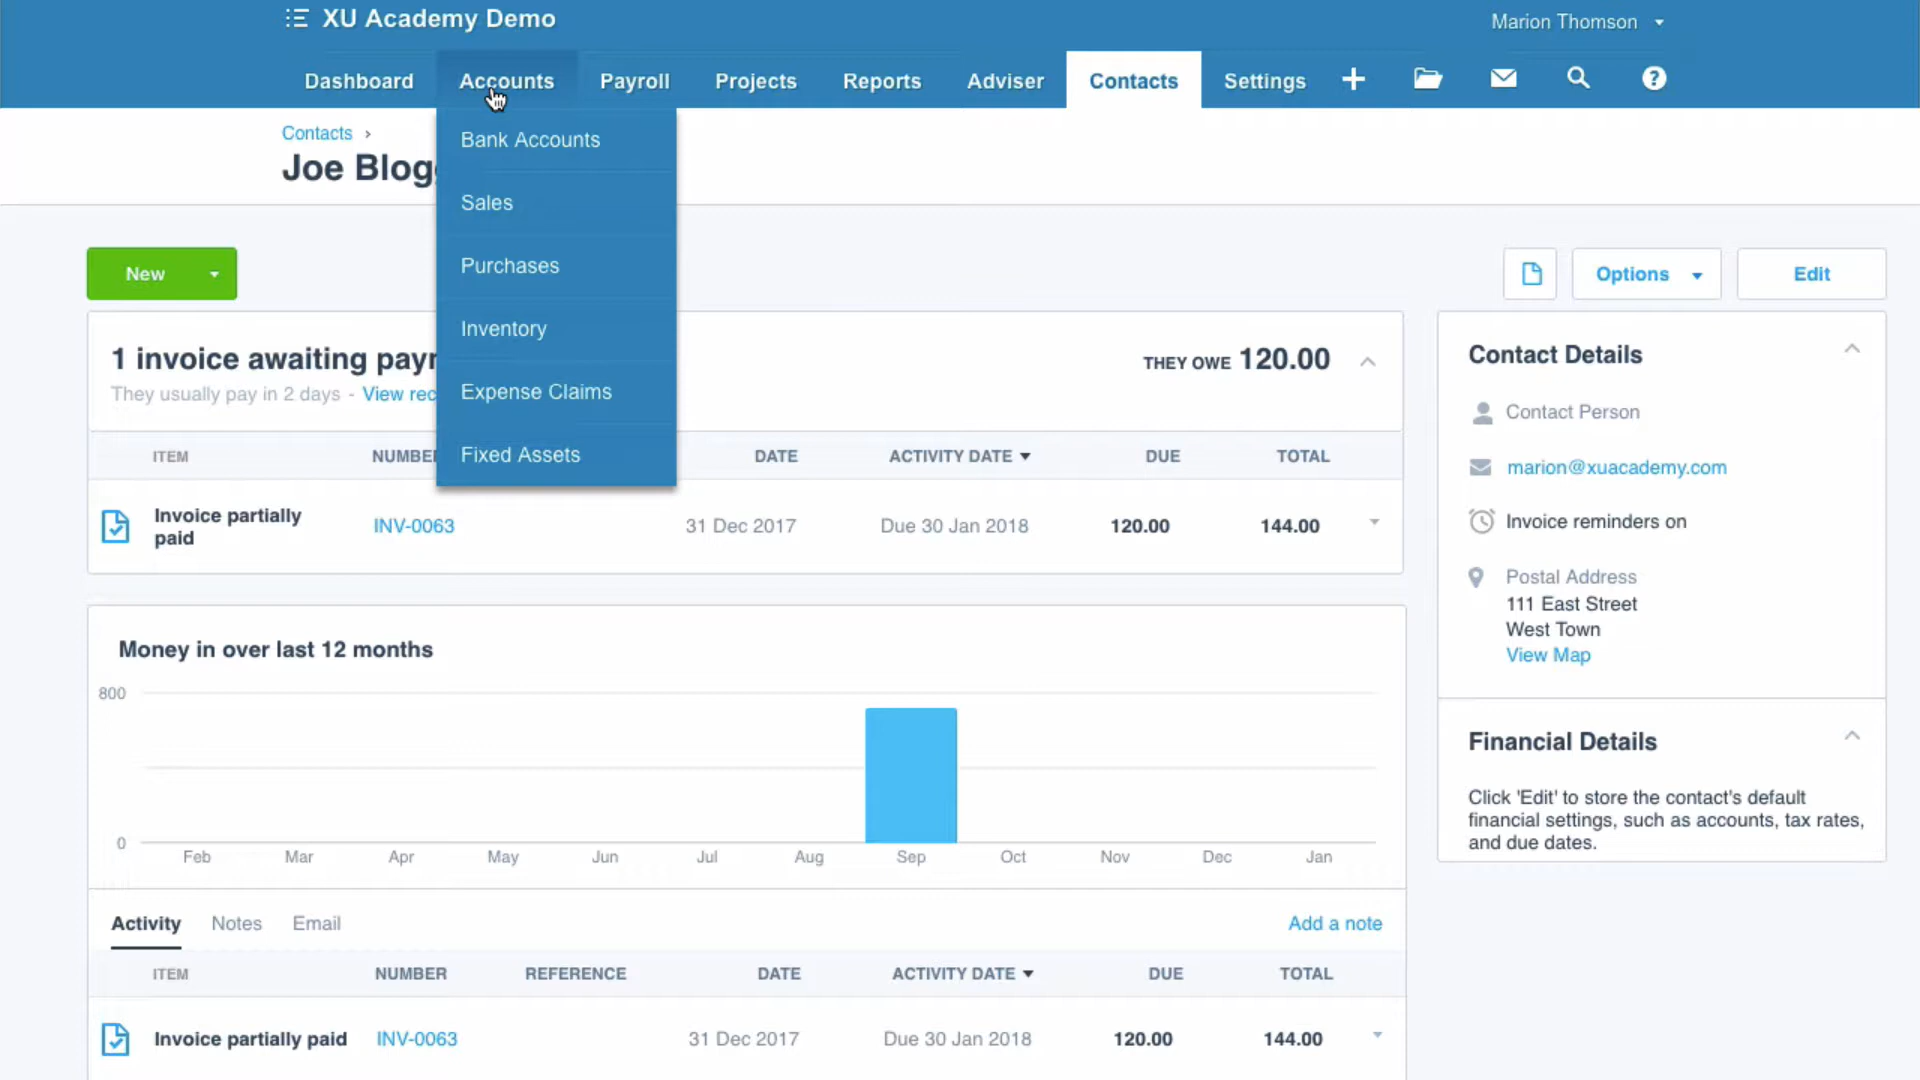 XU Academy Demo
Marion Thomson
Dashboard Accounts Payroll Projects Reports Adviser Contacts Settings
Bank Accounts
Sales
Purchases
Inventory
Expense Claims
Fixed Assets
Contacts ›
Joe
New
Options
Edit
1 invoice awaiting
THEY OWE 120.00
They usually pay in 2 days - View
ITEM DATE ACTIVITY DATE DUE TOTAL
Invoice partially
paid
INV-0063 31 Dec 2017 Due 30 Jan 2018 120.00 144.00
Contact Details
Contact Person
marion@xuacademy.com
Invoice reminders on
Postal Address
111 East Street
West Town
View Map
Financial Details
Click 'Edit' to store the contact's default
financial settings, such as accounts, tax rates,
and due dates.
Money in over last 12 months
800
0
Feb Mar Apr May Jun Jul Aug Sep Oct Nov Dec Jan
Activity Notes Email
Add a note
ITEM NUMBER REFERENCE DATE ACTIVITY DATE DUE TOTAL
Invoice partially paid INV-0063 31 Dec 2017 Due 30 Jan 2018 120.00 144.00